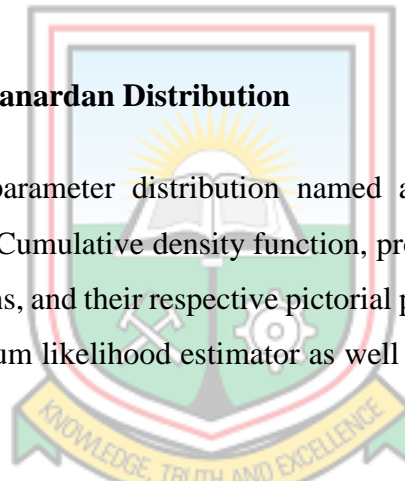 anardan Distribution
parameter distribution named a
Cumulative density function, pro
ns, and their respective pictorial p
um likelihood estimator as well
KNOWLEDGE, TRUTH AND EXCELLENCE